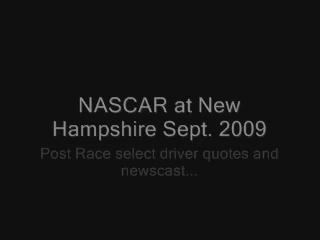 NASCAR at New
Hampshire Sept. 2009
Post Race select driver quotes and
newscast...